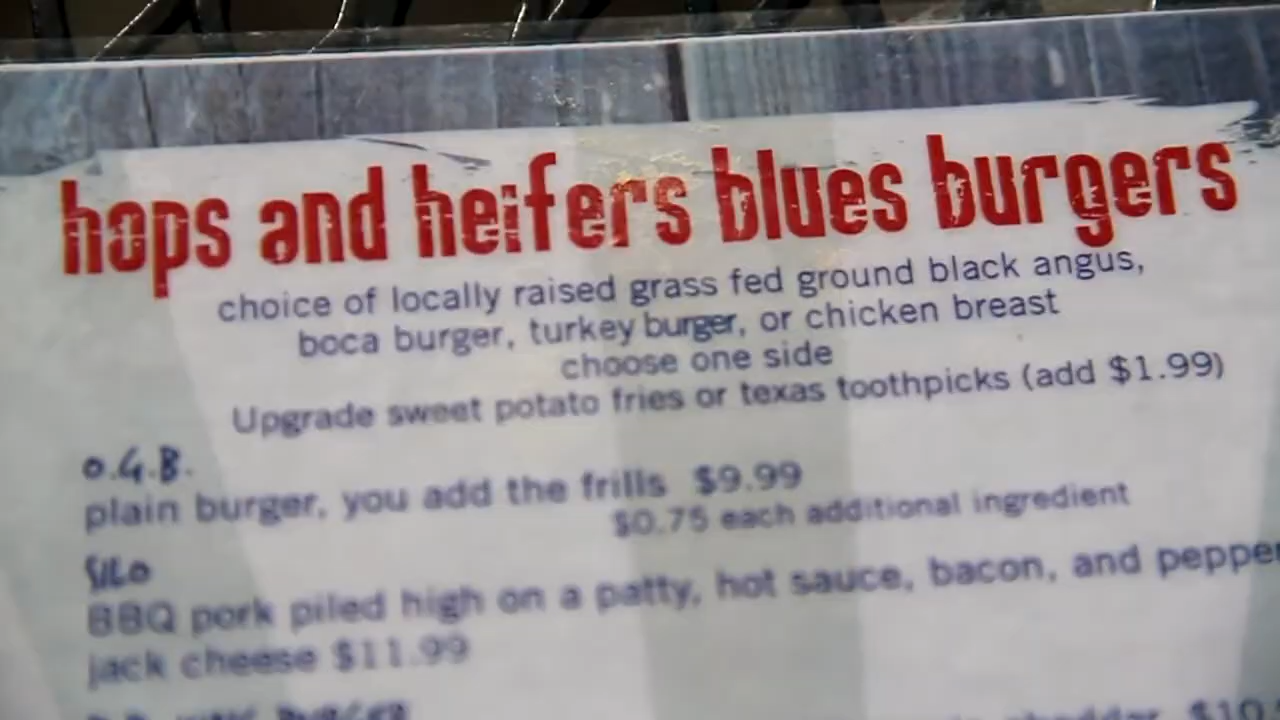 hops and heifers blues burgers
choice of locally raised grass fed ground black angus,
boca burger, turkey burger, or chicken breast
choose one side
Upgrade sweet potato fries or texas toothpicks (add $1.99)
O.G.B.
plain burger, you add the frills $9.99
$0.75 each additional ingredient
SILO
BBQ pork piled high on a patty, hot sauce, bacon, and pepper
jack cheese $11.99
BURGER
cheddar $10